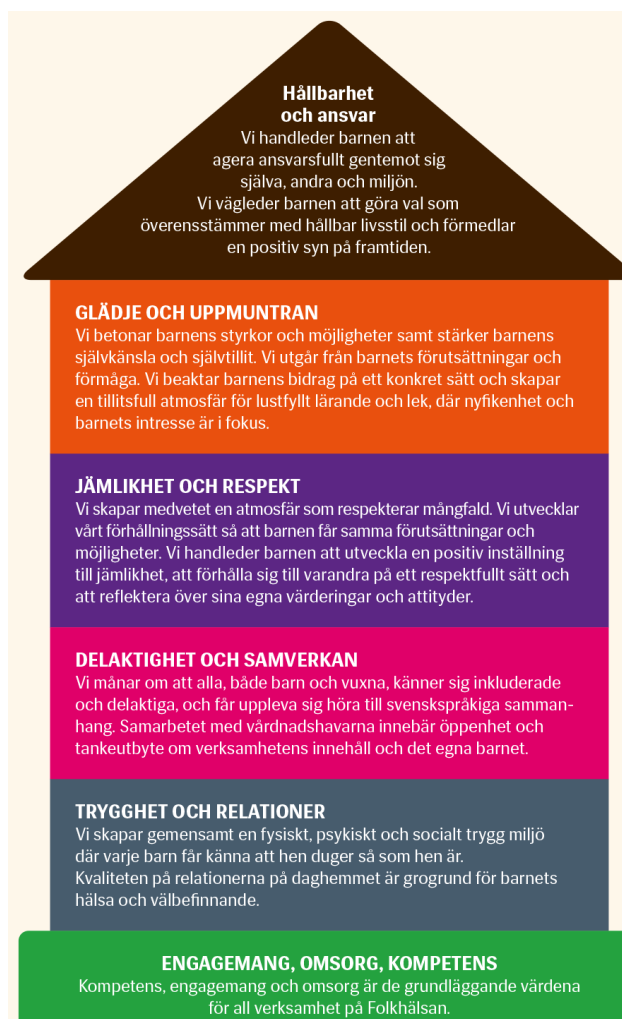 Hållbarhet
och ansvar
Vi handleder barnen att
agera ansvarsfullt gentemot sig
själva, andra och miljön.
Vi vägleder barnen att göra val som
överensstämmer med hållbar livsstil och förmedlar
en positiv syn på framtiden.
GLÄDJE OCH UPPMUNTRAN
Vi betonar barnens styrkor och möjligheter samt stärker barnens
självkänsla och självtillit. Vi utgår från barnets förutsättningar och
förmåga. Vi beaktar barnens bidrag på ett konkret sätt och skapar
en tillitsfull atmosfär för lustfyllt lärande och lek, där nyfikenhet och
barnets intresse är i fokus.
JÄMLIKHET OCH RESPEKT
Vi skapar medvetet en atmosfär som respekterar mångfald. Vi utvecklar
vårt förhållningssätt så att barnen får samma förutsättningar och
möjligheter. Vi handleder barnen att utveckla en positiv inställning
till jämlikhet, att förhålla sig till varandra på ett respektfullt sätt och
att reflektera över sina egna värderingar och attityder.
DELAKTIGHET OCH SAMVERKAN
Vi månar om att alla, både barn och vuxna, känner sig inkluderade
och delaktiga, och får uppleva sig höra till svenskspråkiga samman-
hang. Samarbetet med vårdnadshavarna innebär öppenhet och
tankeutbyte om verksamhetens innehåll och det egna barnet.
TRYGGHET OCH RELATIONER
Vi skapar gemensamt en fysiskt, psykiskt och socialt trygg miljö
där varje barn får känna att hen duger så som hen är.
Kvaliteten på relationerna på daghemmet är grogrund för barnets
hälsa och välbefinnande.
ENGAGEMANG, OMSORG, KOMPETENS
Kompetens, engagemang och omsorg är de grundläggande värdena
för all verksamhet på Folkhälsan.